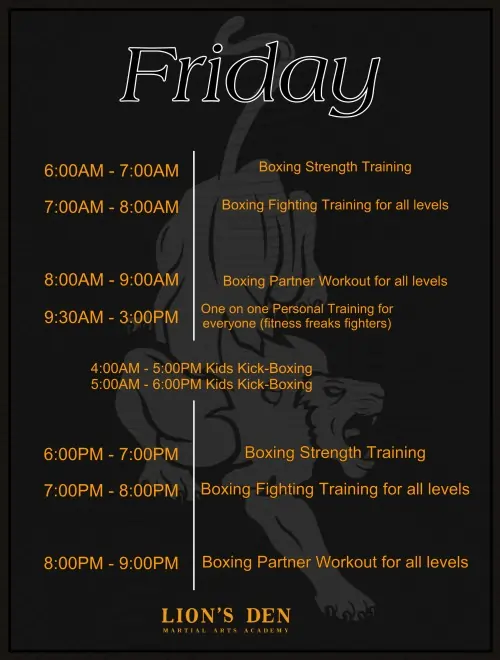 Friday
6:00AM - 7:00AM Boxing Strength Training
7:00AM - 8:00AM Boxing Fighting Training for all levels
8:00AM - 9:00AM Boxing Partner Workout for all levels
9:30AM - 3:00PM One on one Personal Training for
everyone (fitness freaks fighters)
4:00AM - 5:00PM Kids Kick-Boxing
5:00AM - 6:00PM Kids Kick-Boxing
6:00PM - 7:00PM Boxing Strength Training
7:00PM - 8:00PM Boxing Fighting Training for all levels
8:00PM - 9:00PM Boxing Partner Workout for all levels
LION'S DEN
MARTIAL ARTS ACADEMY